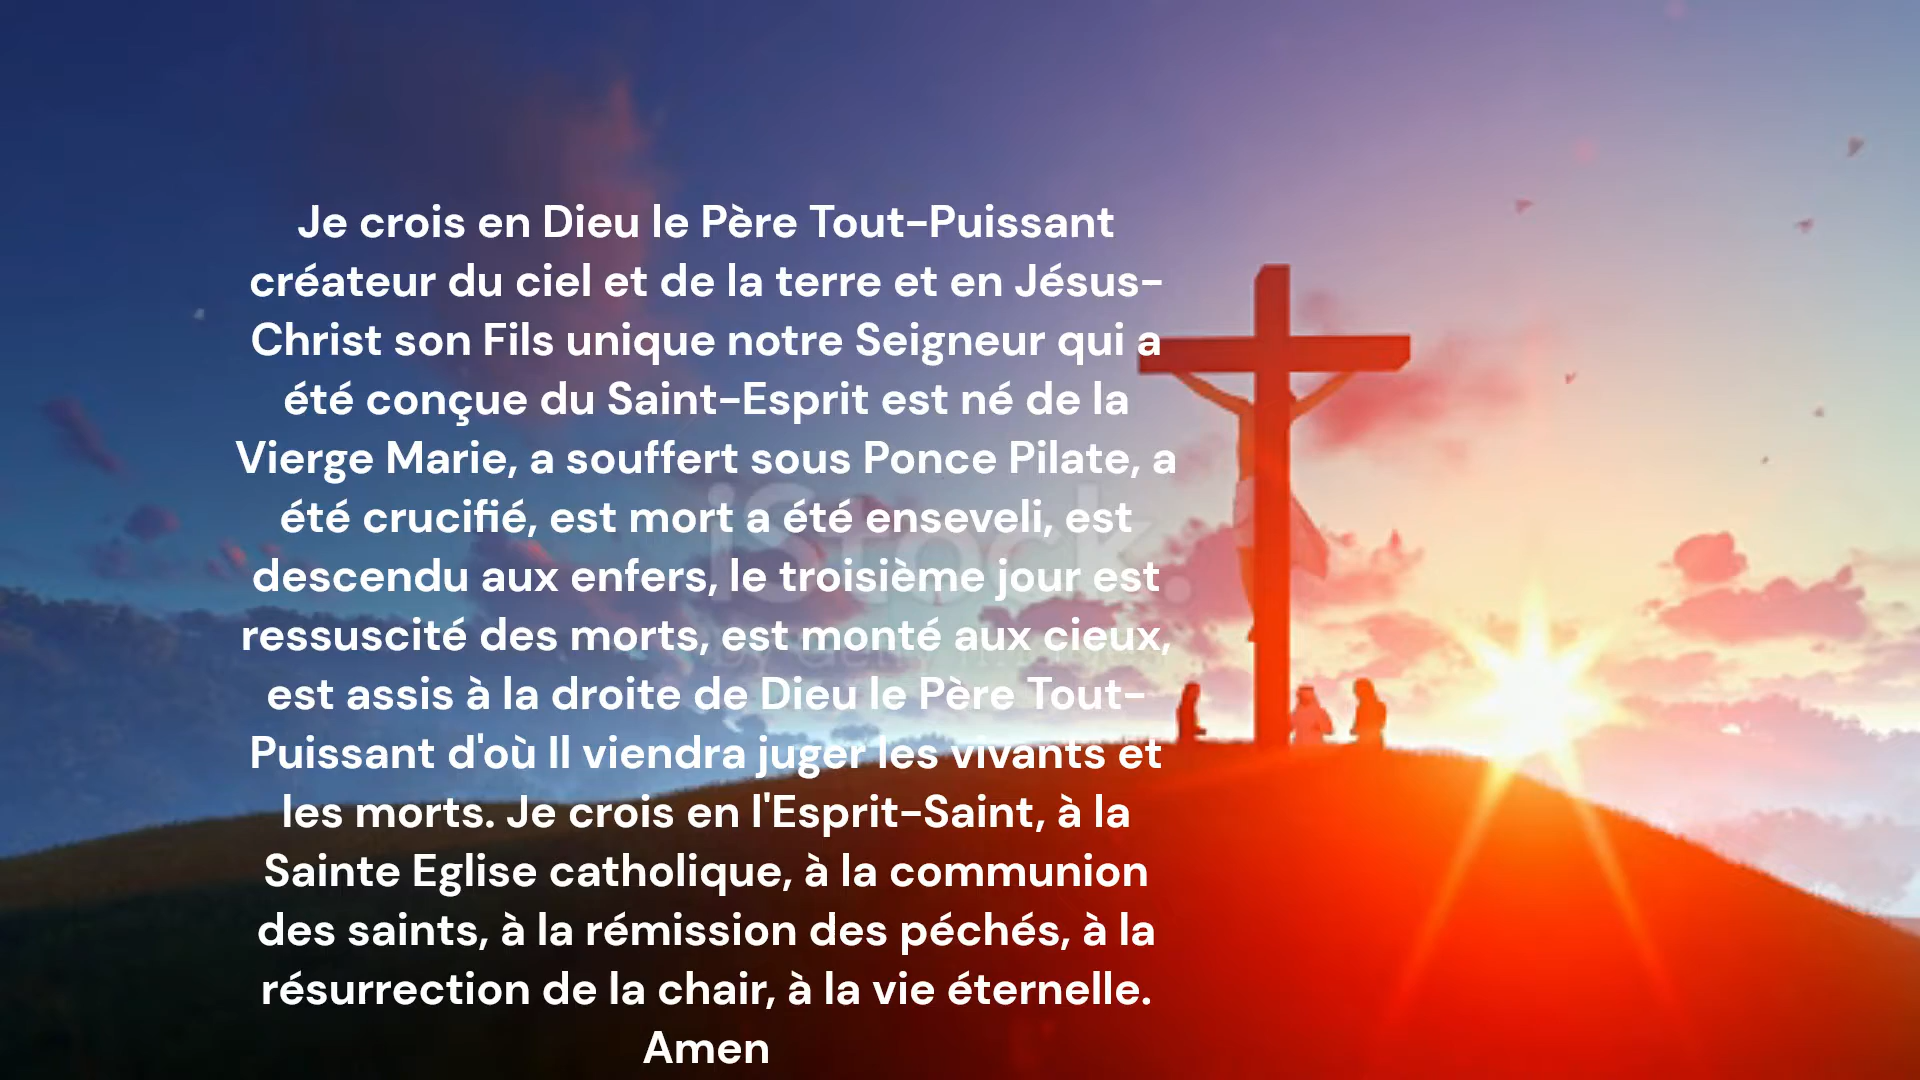 Je crois en Dieu le Père Tout-Puissant
créateur du ciel et de la terre et en Jésus-
Christ son Fils unique notre Seigneur qui a
été conçue du Saint-Esprit est né de la
Vierge Marie, a souffert sous Ponce Pilate, a
été crucifié, est mort a été enseveli, est
descendu aux enfers, le troisième jour est
ressuscité des morts, est monté aux cieux,
est assis à la droite de Dieu le Père Tout-
Puissant d'où Il viendra juger les vivants et
les morts. Je crois en l'Esprit-Saint, à la
Sainte Eglise catholique, à la communion
des saints, à la rémission des péchés, à la
résurrection de la chair, à la vie éternelle.
Amen
iStock.